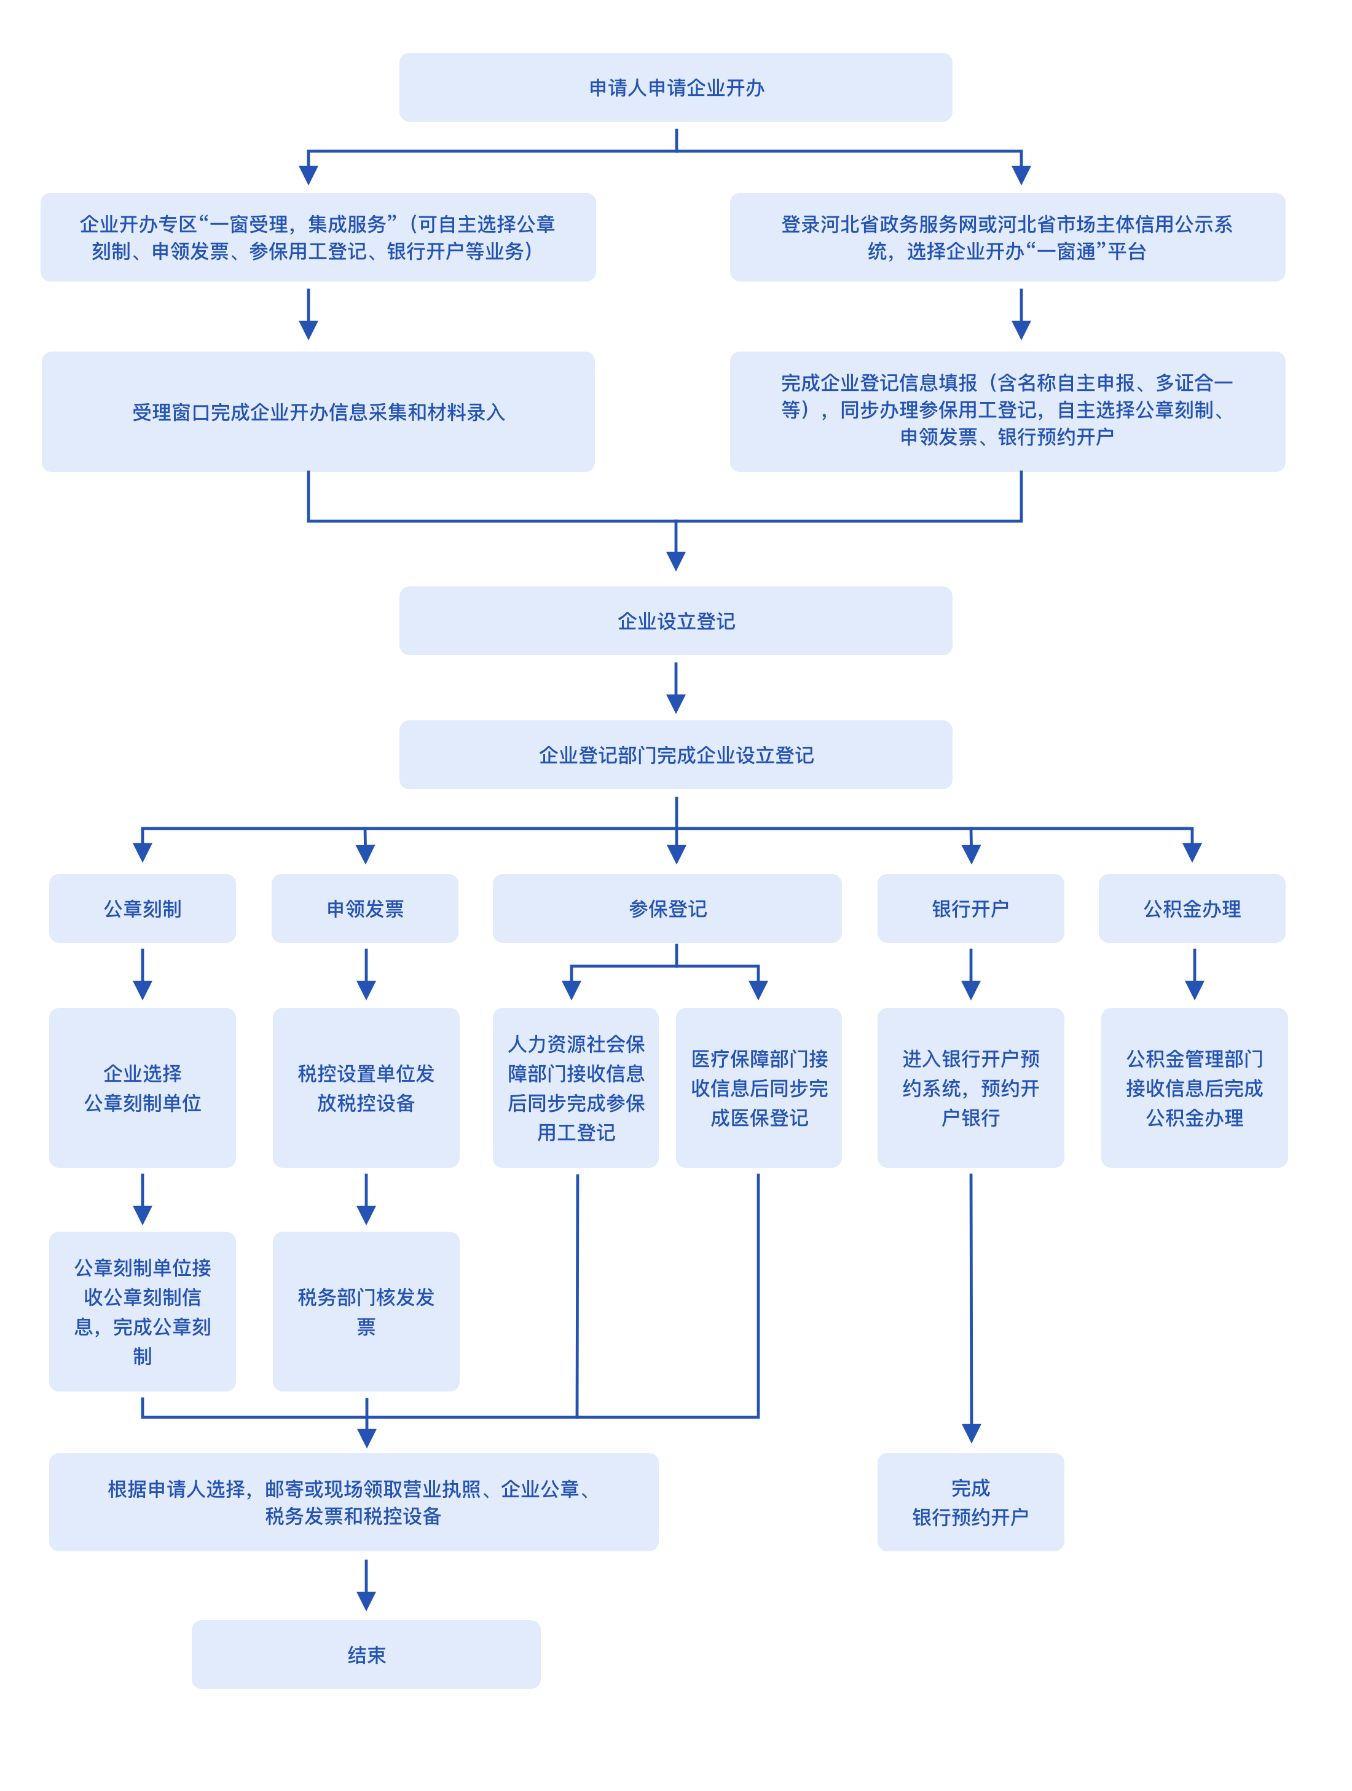 申请人申请企业开办
企业开办专区“一窗受理，集成服务”（可自主选择公章
刻制、申领发票、参保用工登记、银行开户等业务）
登录河北省政务服务网或河北省市场主体信用公示系
统，选择企业开办“一窗通”平台
受理窗口完成企业开办信息采集和材料录入
完成企业登记信息填报（含名称自主申报、多证合一
等），同步办理参保用工登记，自主选择公章刻制、
申领发票、银行预约开户
企业设立登记
企业登记部门完成企业设立登记
公章刻制
申领发票
参保登记
银行开户
公积金办理
企业选择
公章刻制单位
税控设置单位发
放税控设备
人力资源社会保
障部门接收信息
后同步完成参保
用工登记
医疗保障部门接
收信息后同步完
成医保登记
进入银行开户预
约系统，预约开
户银行
公积金管理部门
接收信息后完成
公积金办理
公章刻制单位接
收公章刻制信
息，完成公章刻
制
税务部门核发发
票
根据申请人选择，邮寄或现场领取营业执照、企业公章、
税务发票和税控设备
完成
银行预约开户
结束